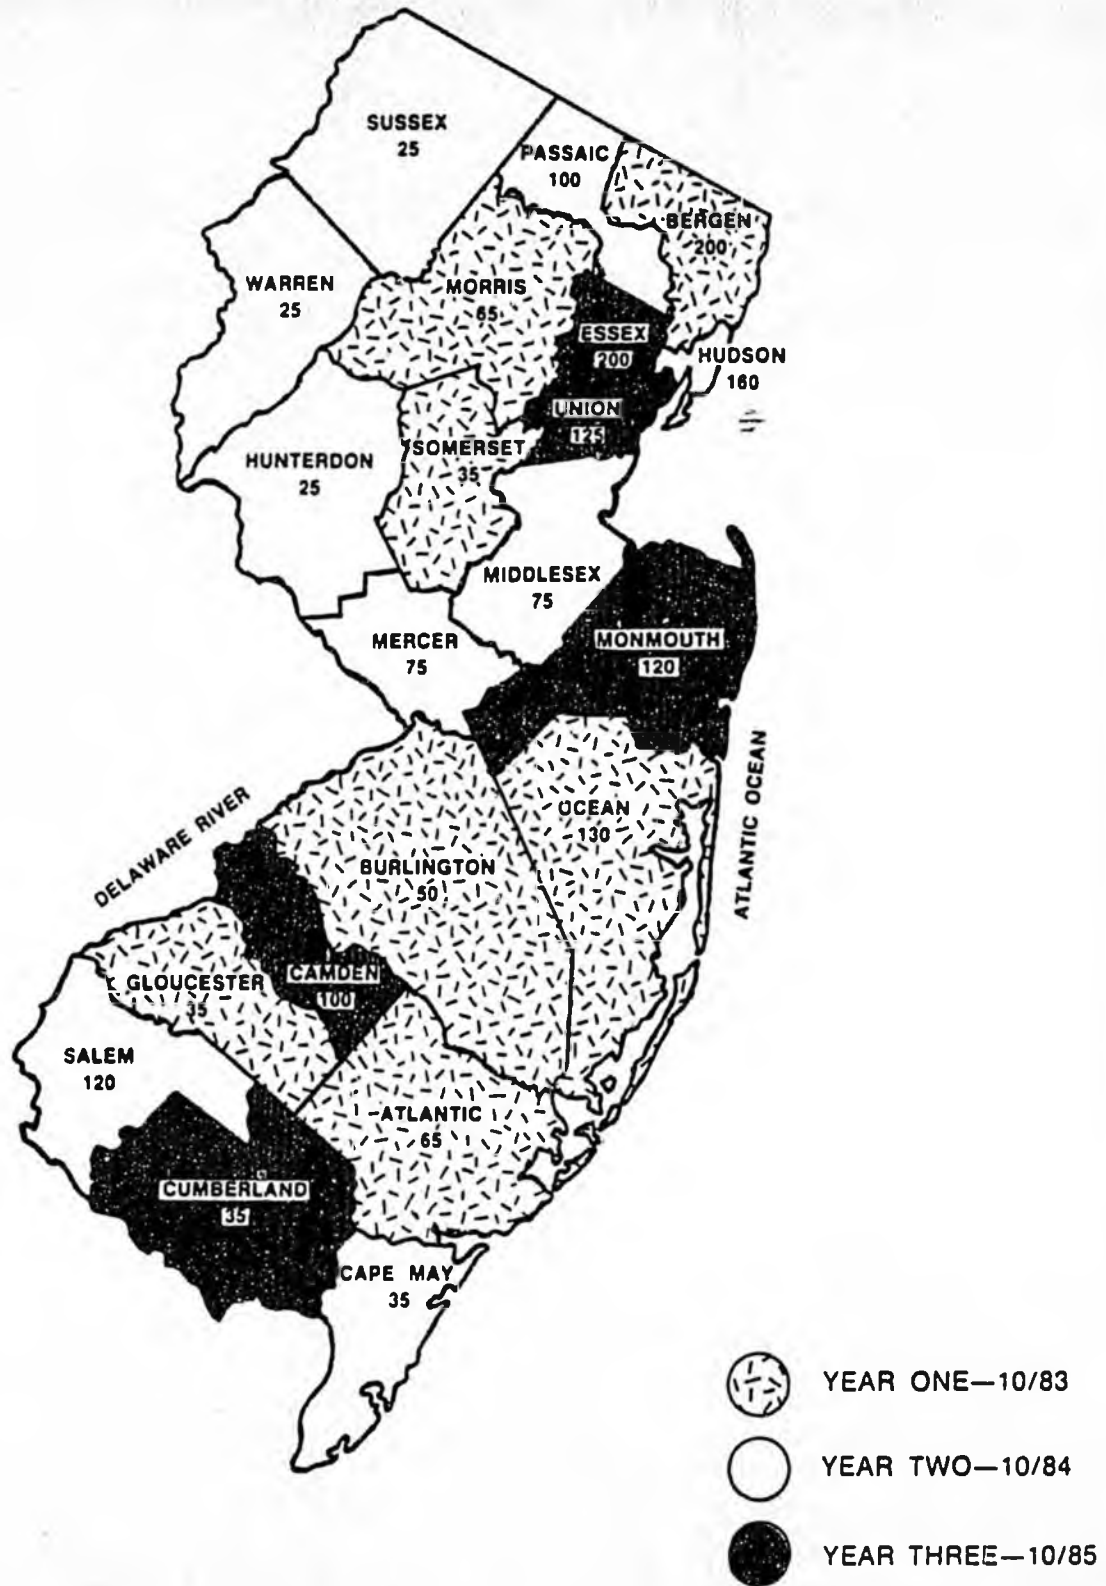 SUSSEX
25
PASSAIC
100
BERGEN
200
WARREN
25
MORRIS
65
ESSEX
200
HUDSON
160
UNION
125
HUNTERDON
25
SOMERSET
35
MIDDLESEX
75
MERCER
75
MONMOUTH
120
OCEAN
130
ATLANTIC OCEAN
DELAWARE RIVER
BURLINGTON
50
CAMDEN
100
GLOUCESTER
35
SALEM
120
ATLANTIC
65
CUMBERLAND
35
CAPE MAY
35
YEAR ONE—10/83
YEAR TWO—10/84
YEAR THREE—10/85